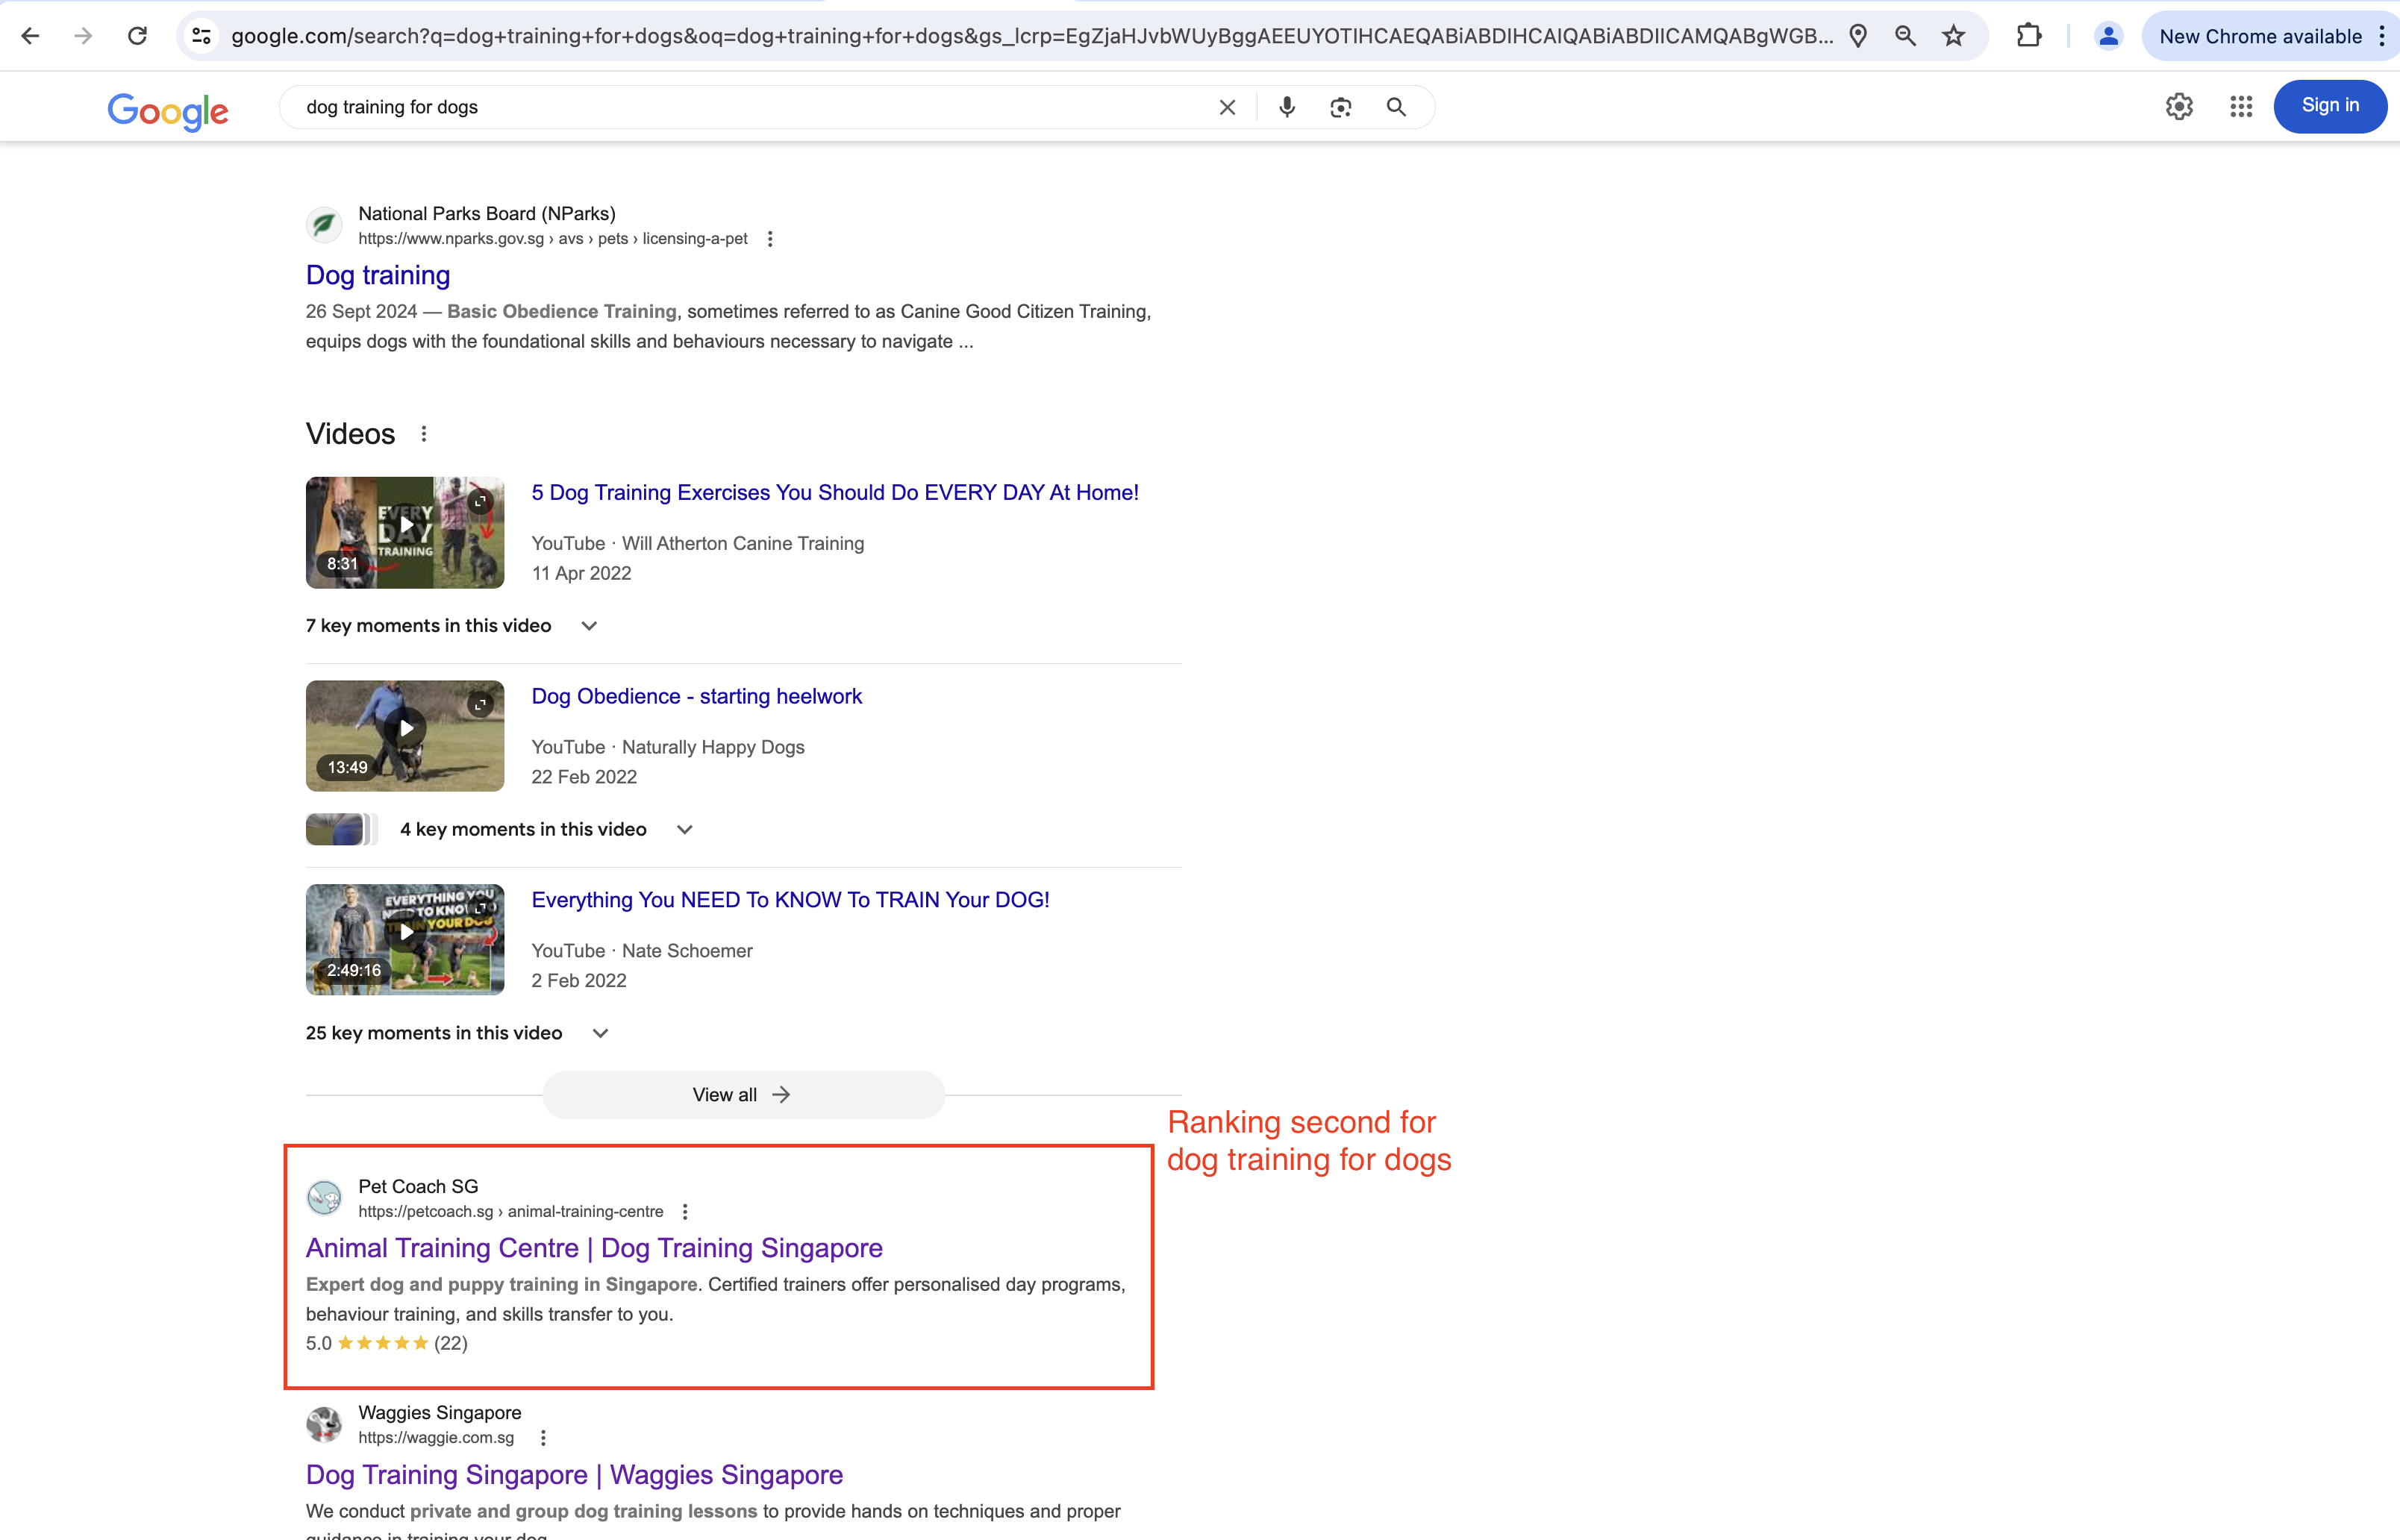 google.com/search?q=dog+training+for+dogs&oq=dog+training+for+dogs&gs_lcrp=EgZjaHJvbWUyBggAEEUYOTIHCAEQABiABDIHCAIQABiABDIICAMQABgWGB...
New Chrome available
Google
dog training for dogs
Sign in
National Parks Board (NParks)
https://www.nparks.gov.sg › avs › pets › licensing-a-pet
Dog training
26 Sept 2024 — Basic Obedience Training, sometimes referred to as Canine Good Citizen Training,
equips dogs with the foundational skills and behaviours necessary to navigate ...
Videos
EVERY
DAY
TRAINING
8:31
5 Dog Training Exercises You Should Do EVERY DAY At Home!
YouTube · Will Atherton Canine Training
11 Apr 2022
7 key moments in this video
13:49
Dog Obedience - starting heelwork
YouTube · Naturally Happy Dogs
22 Feb 2022
4 key moments in this video
EVERYTHING YOU
NEED TO KNOW
TRAIN YOUR DOG
2:49:16
Everything You NEED To KNOW To TRAIN Your DOG!
YouTube · Nate Schoemer
2 Feb 2022
25 key moments in this video
View all
Ranking second for
dog training for dogs
Pet Coach SG
https://petcoach.sg › animal-training-centre
Animal Training Centre | Dog Training Singapore
Expert dog and puppy training in Singapore. Certified trainers offer personalised day programs,
behaviour training, and skills transfer to you.
5.0 ★★★★★ (22)
Waggies Singapore
https://waggie.com.sg
Dog Training Singapore | Waggies Singapore
We conduct private and group dog training lessons to provide hands on techniques and proper
guidance in training your dog